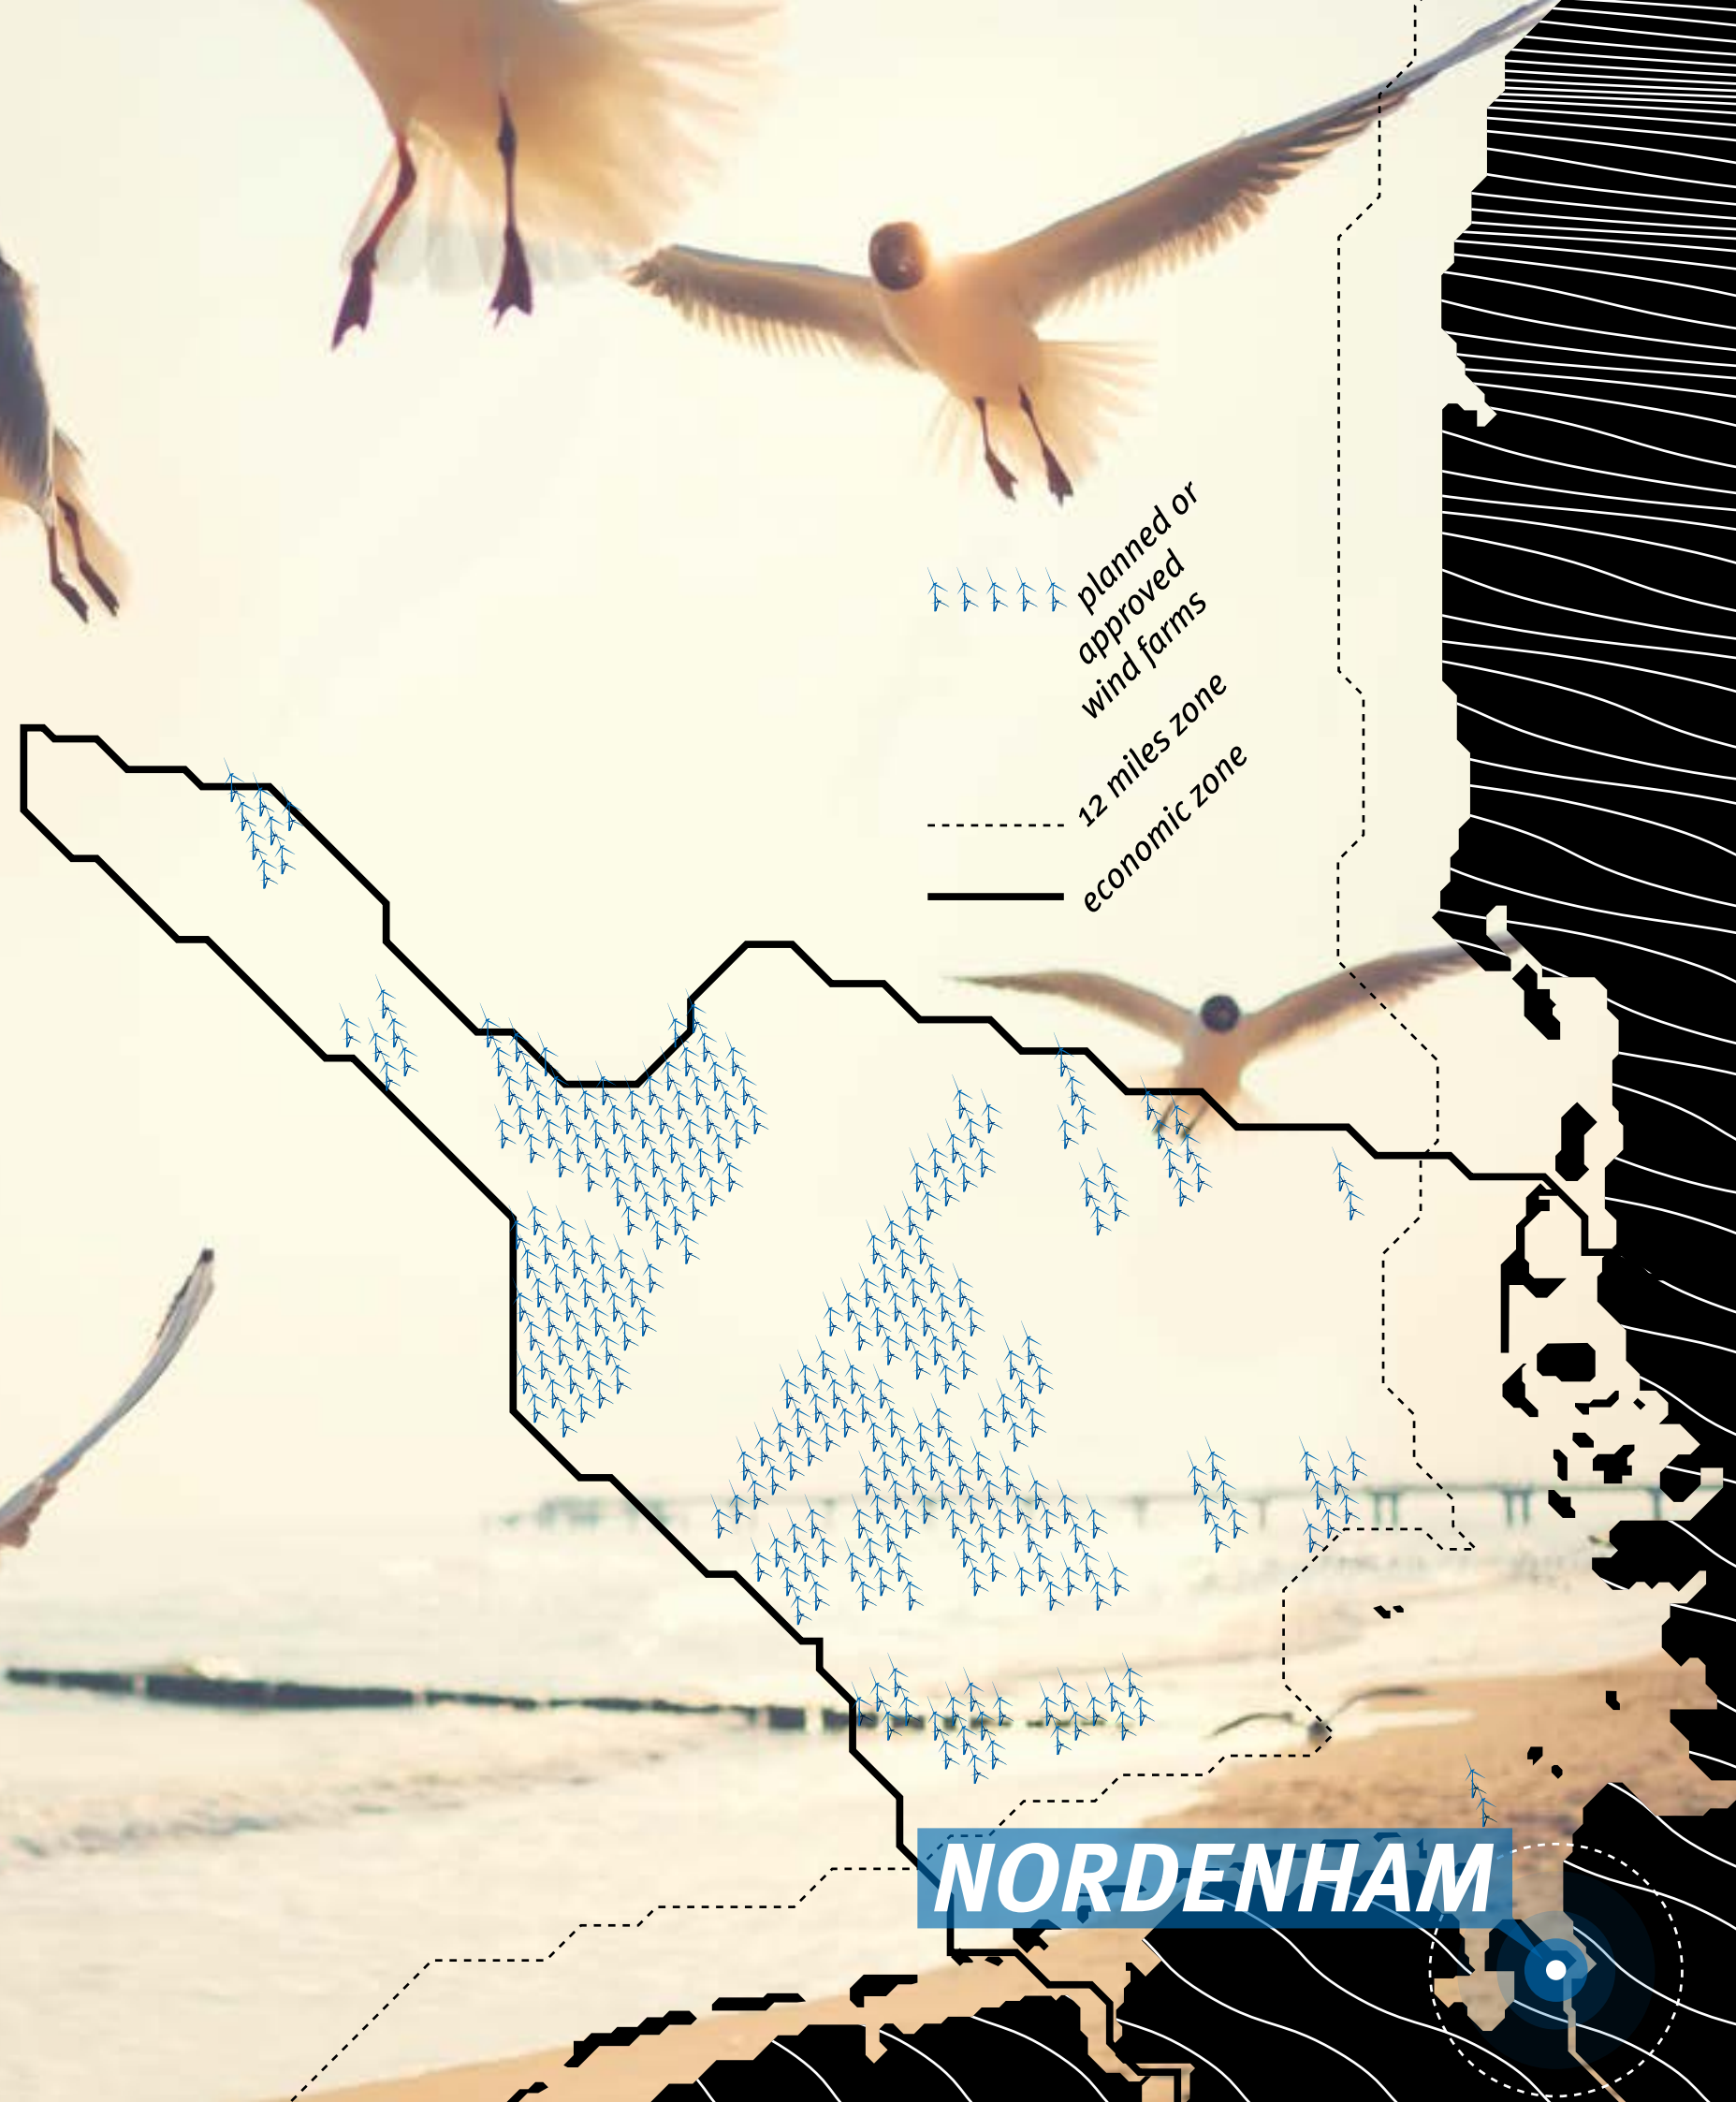 planned or
approved
wind farms
12 miles zone
economic zone
NORDENHAM